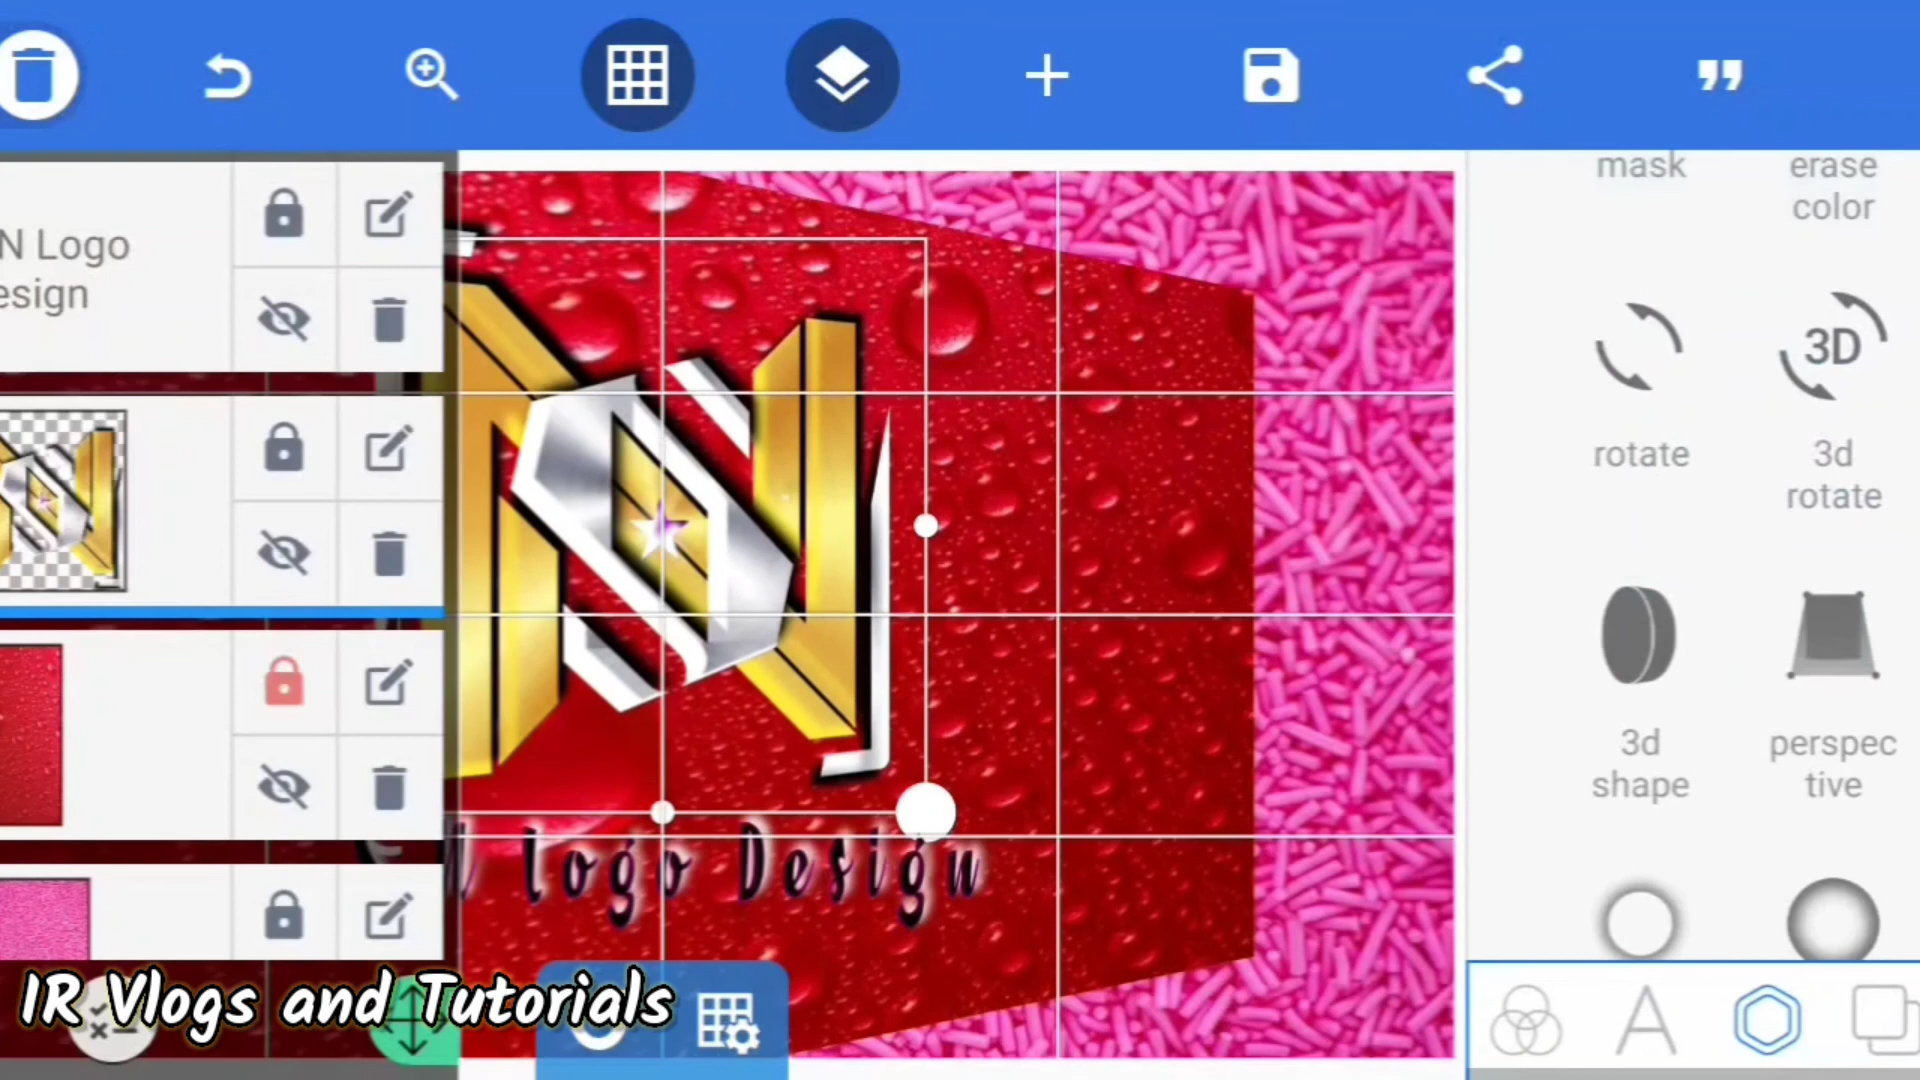 N Logo
esign
mask
erase
color
3D
rotate
3d
rotate
3d
shape
perspec
tive
N logo Design
IR Vlogs and Tutorials
A